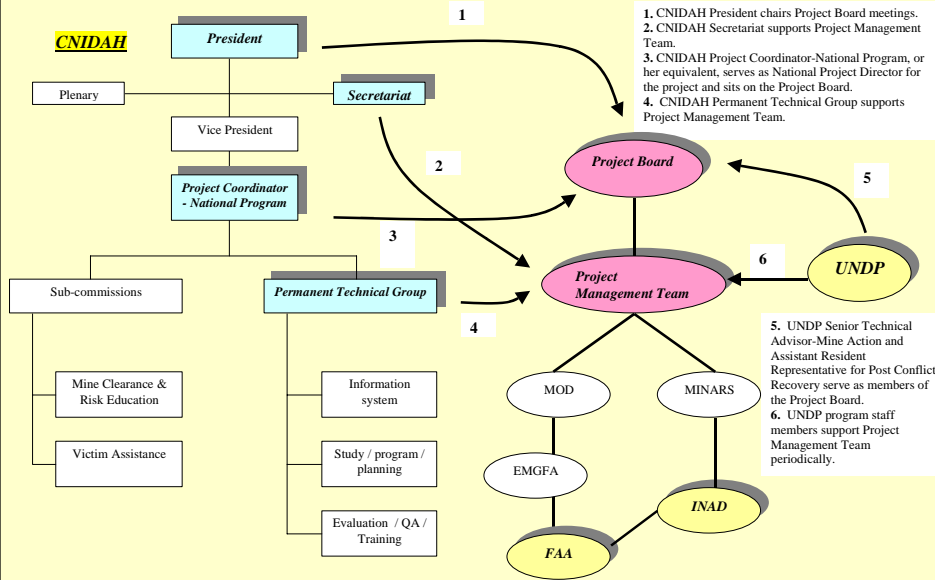 CNIDAH
President
Plenary
Secretariat
Vice President
Project Coordinator
- National Program
Sub-commissions
Permanent Technical Group
Mine Clearance &
Risk Education
Victim Assistance
Information
system
Study / program /
planning
Evaluation / QA /
Training
1
2
3
4
1. CNIDAH President chairs Project Board meetings.
2. CNIDAH Secretariat supports Project Management
Team.
3. CNIDAH Project Coordinator-National Program, or
her equivalent, serves as National Project Director for
the project and sits on the Project Board.
4. CNIDAH Permanent Technical Group supports
Project Management Team.
Project Board
5
6
UNDP
Project
Management Team
5. UNDP Senior Technical
Advisor-Mine Action and
Assistant Resident
Representative for Post Conflict
Recovery serve as members of
the Project Board.
6. UNDP program staff
members support Project
Management Team
periodically.
MOD
MINARS
EMGFA
INAD
FAA